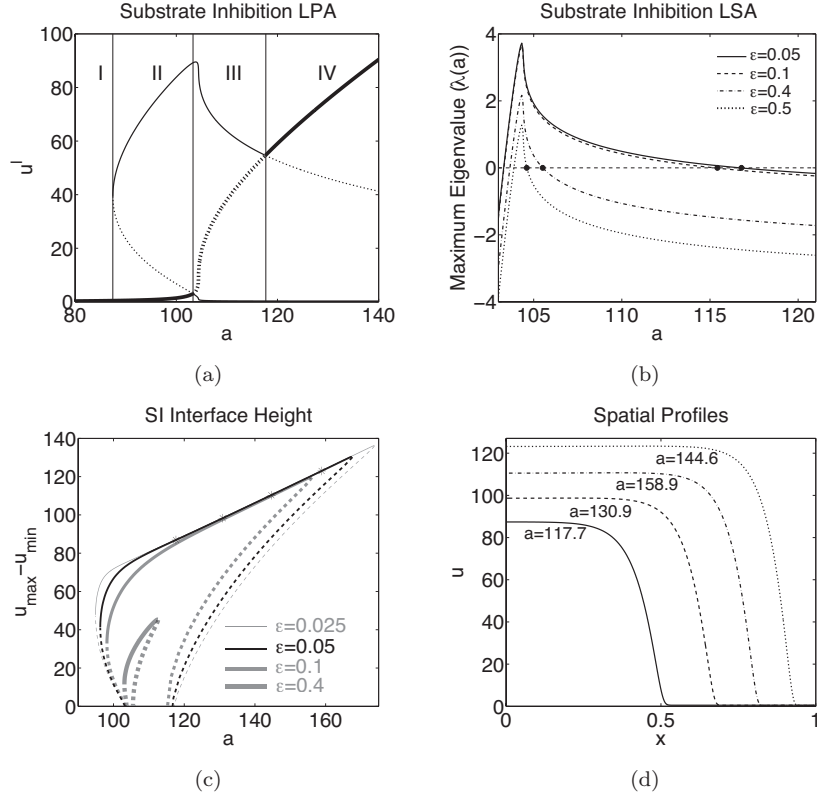 Substrate Inhibition LPA
100
80
60
40
20
0
u^l
I II III IV
80 100 120 140
a
(a)
Substrate Inhibition LSA
4
2
0
−2
−4
Maximum Eigenvalue (λ(a))
ε=0.05
ε=0.1
ε=0.4
ε=0.5
105 110 115 120
a
(b)
SI Interface Height
140
120
100
80
60
40
20
0
u_max−u_min
ε=0.025
ε=0.05
ε=0.1
ε=0.4
100 120 140 160
a
(c)
Spatial Profiles
120
100
80
60
40
20
0
u
a=144.6
a=158.9
a=130.9
a=117.7
0 0.5 1
x
(d)